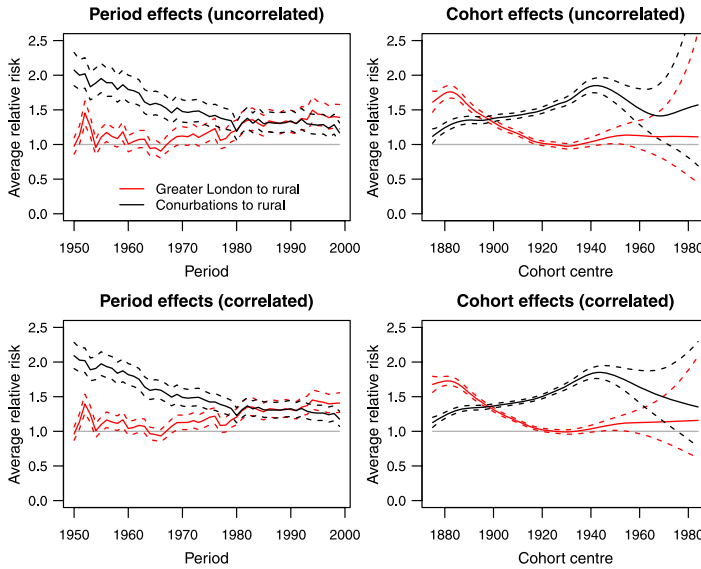 Period effects (uncorrelated)
Average relative risk
2.5
2.0
1.5
1.0
0.5
0.0
Greater London to rural
Conurbations to rural
1950 1960 1970 1980 1990 2000
Period
Cohort effects (uncorrelated)
Average relative risk
2.5
2.0
1.5
1.0
0.5
0.0
1880 1900 1920 1940 1960 1980
Cohort centre
Period effects (correlated)
Average relative risk
2.5
2.0
1.5
1.0
0.5
0.0
1950 1960 1970 1980 1990 2000
Period
Cohort effects (correlated)
Average relative risk
2.5
2.0
1.5
1.0
0.5
0.0
1880 1900 1920 1940 1960 1980
Cohort centre